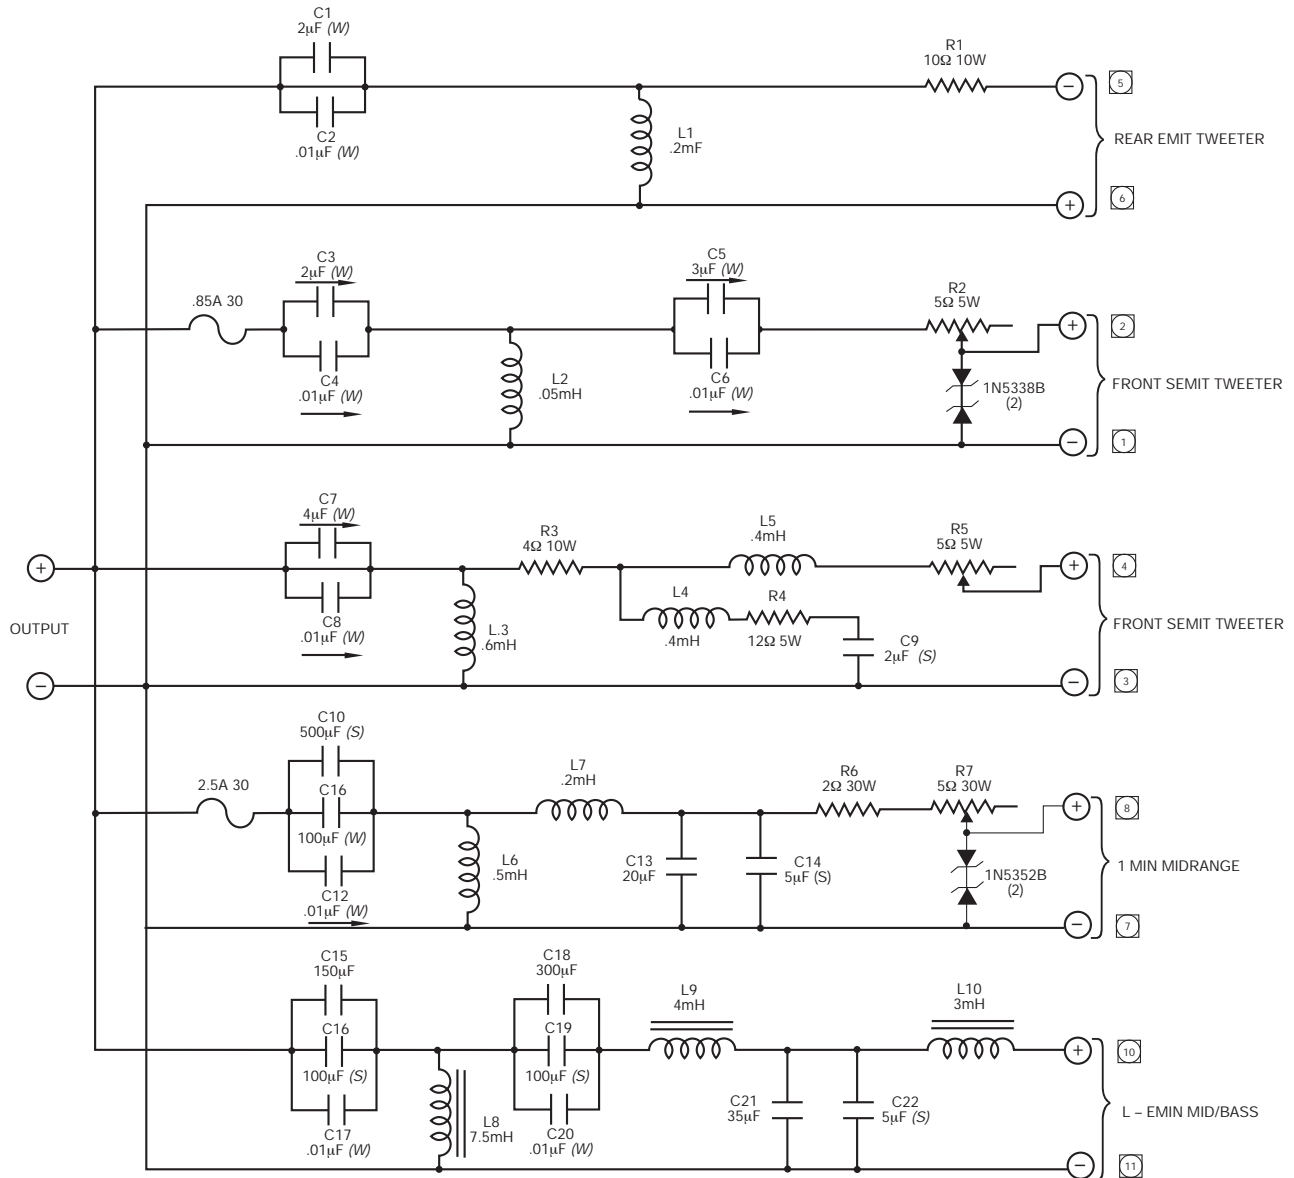 C1
2µF (W)
C2
.01µF (W)
L1
.2mF
R1
10Ω 10W
−
5
REAR EMIT TWEETER
+
6
.85A 30
C3
2µF (W)
C4
.01µF (W)
L2
.05mH
C5
3µF (W)
C6
.01µF (W)
R2
5Ω 5W
1N5338B
(2)
+
2
FRONT SEMIT TWEETER
−
1
+
OUTPUT
−
C7
4µF (W)
C8
.01µF (W)
L.3
.6mH
R3
4Ω 10W
L5
.4mH
L4
.4mH
R4
12Ω 5W
C9
2µF (S)
R5
5Ω 5W
+
4
FRONT SEMIT TWEETER
−
3
2.5A 30
C10
500µF (S)
C16
100µF (W)
C12
.01µF (W)
L6
.5mH
L7
.2mH
C13
20µF
C14
5µF (S)
R6
2Ω 30W
R7
5Ω 30W
1N5352B
(2)
+
8
1 MIN MIDRANGE
−
7
C15
150µF
C16
100µF (S)
C17
.01µF (W)
L8
7.5mH
C18
300µF
C19
100µF (S)
C20
.01µF (W)
L9
4mH
C21
35µF
C22
5µF (S)
L10
3mH
+
10
L – EMIN MID/BASS
−
11